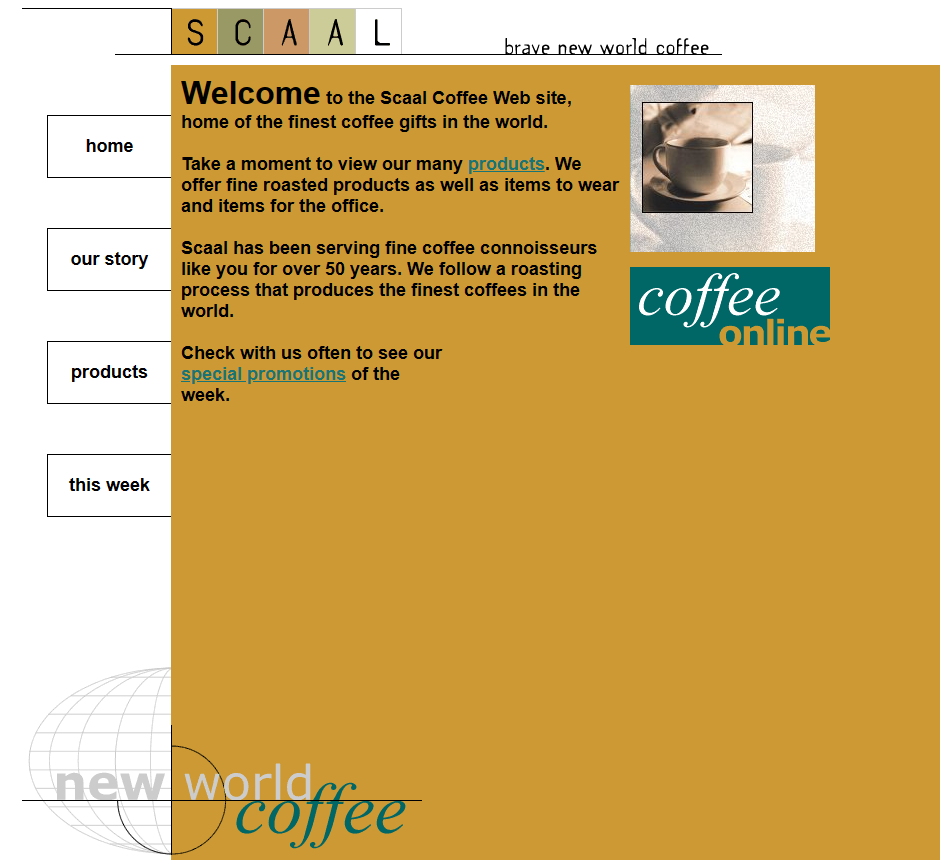 SCAAL
brave new world coffee
Welcome to the Scaal Coffee Web site,
home of the finest coffee gifts in the world.
Take a moment to view our many products. We
offer fine roasted products as well as items to wear
and items for the office.
Scaal has been serving fine coffee connoisseurs
like you for over 50 years. We follow a roasting
process that produces the finest coffees in the
world.
Check with us often to see our
special promotions of the
week.
home
our story
products
this week
coffee
online
new world
coffee